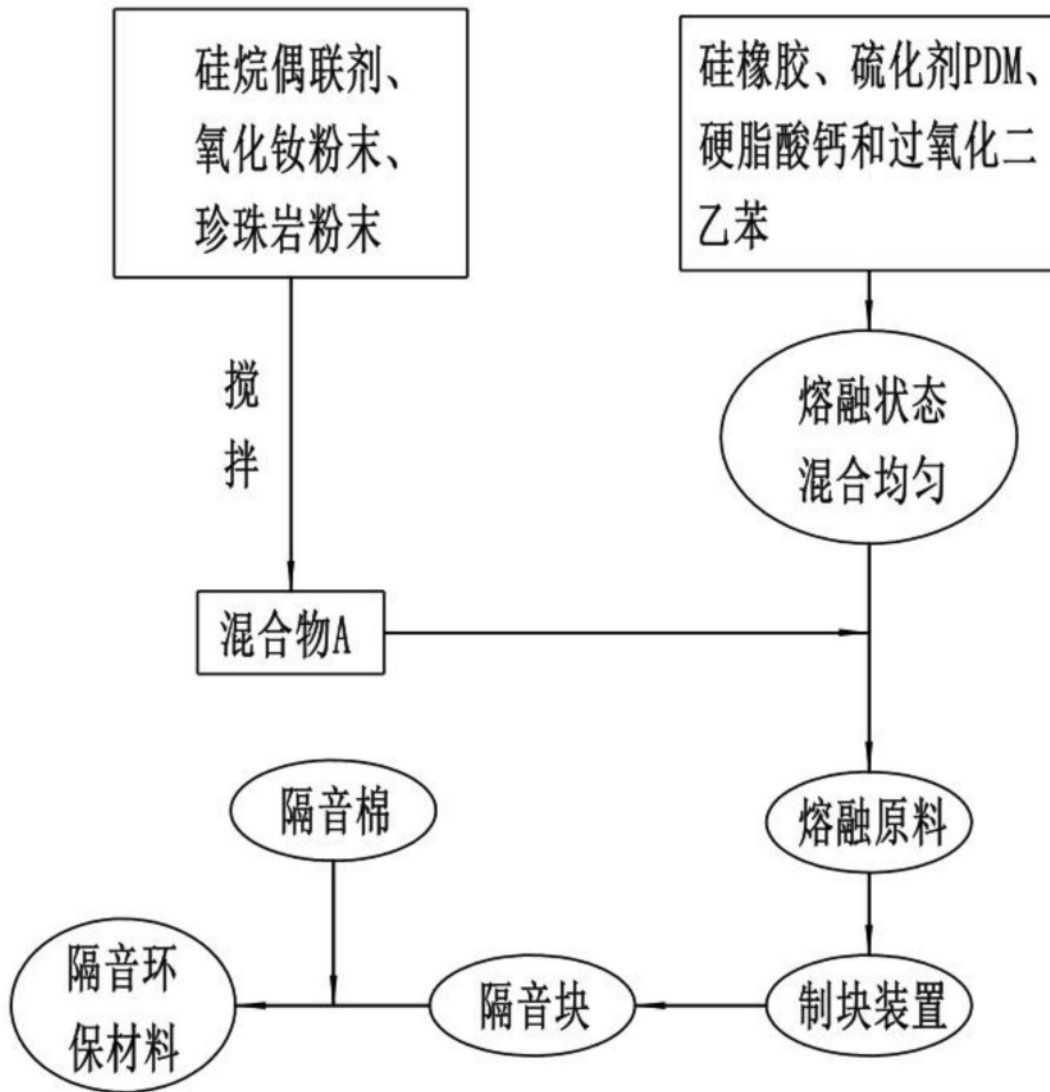 硅烷偶联剂、
氧化钕粉末、
珍珠岩粉末
硅橡胶、硫化剂PDM、
硬脂酸钙和过氧化二
乙苯
搅
拌
熔融状态
混合均匀
混合物A
隔音棉
熔融原料
隔音环
保材料
隔音块
制块装置